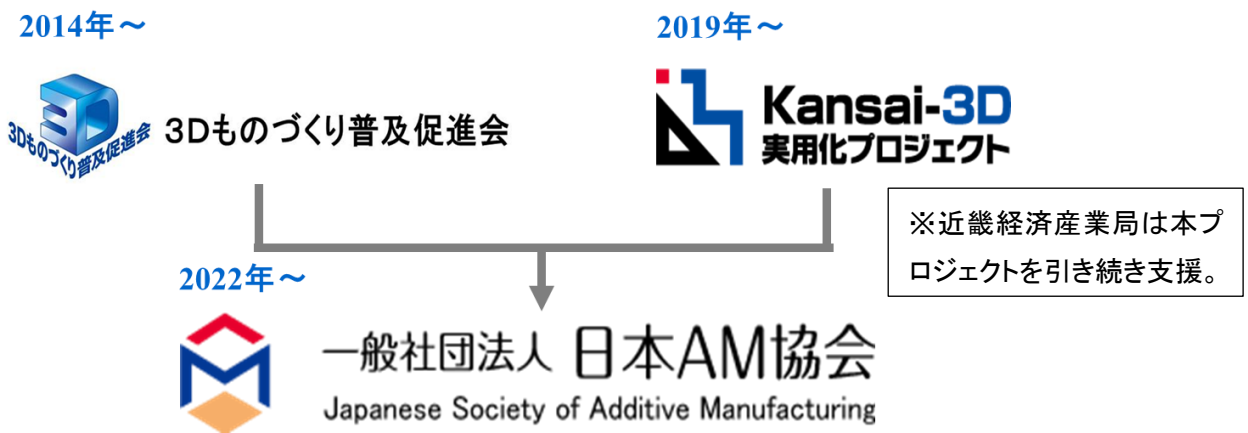 2014年～
2019年～
3D
3Dものづくり普及促進会
3Dものづくり普及促進会
Kansai-3D
実用化プロジェクト
※近畿経済産業局は本プ
ロジェクトを引き続き支援。
2022年～
一般社団法人 日本AM協会
Japanese Society of Additive Manufacturing